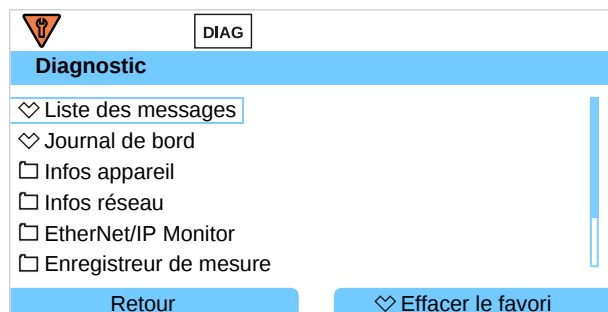 DIAG
Diagnostic
Liste des messages
Journal de bord
Infos appareil
Infos réseau
EtherNet/IP Monitor
Enregistreur de mesure
Retour
Effacer le favori